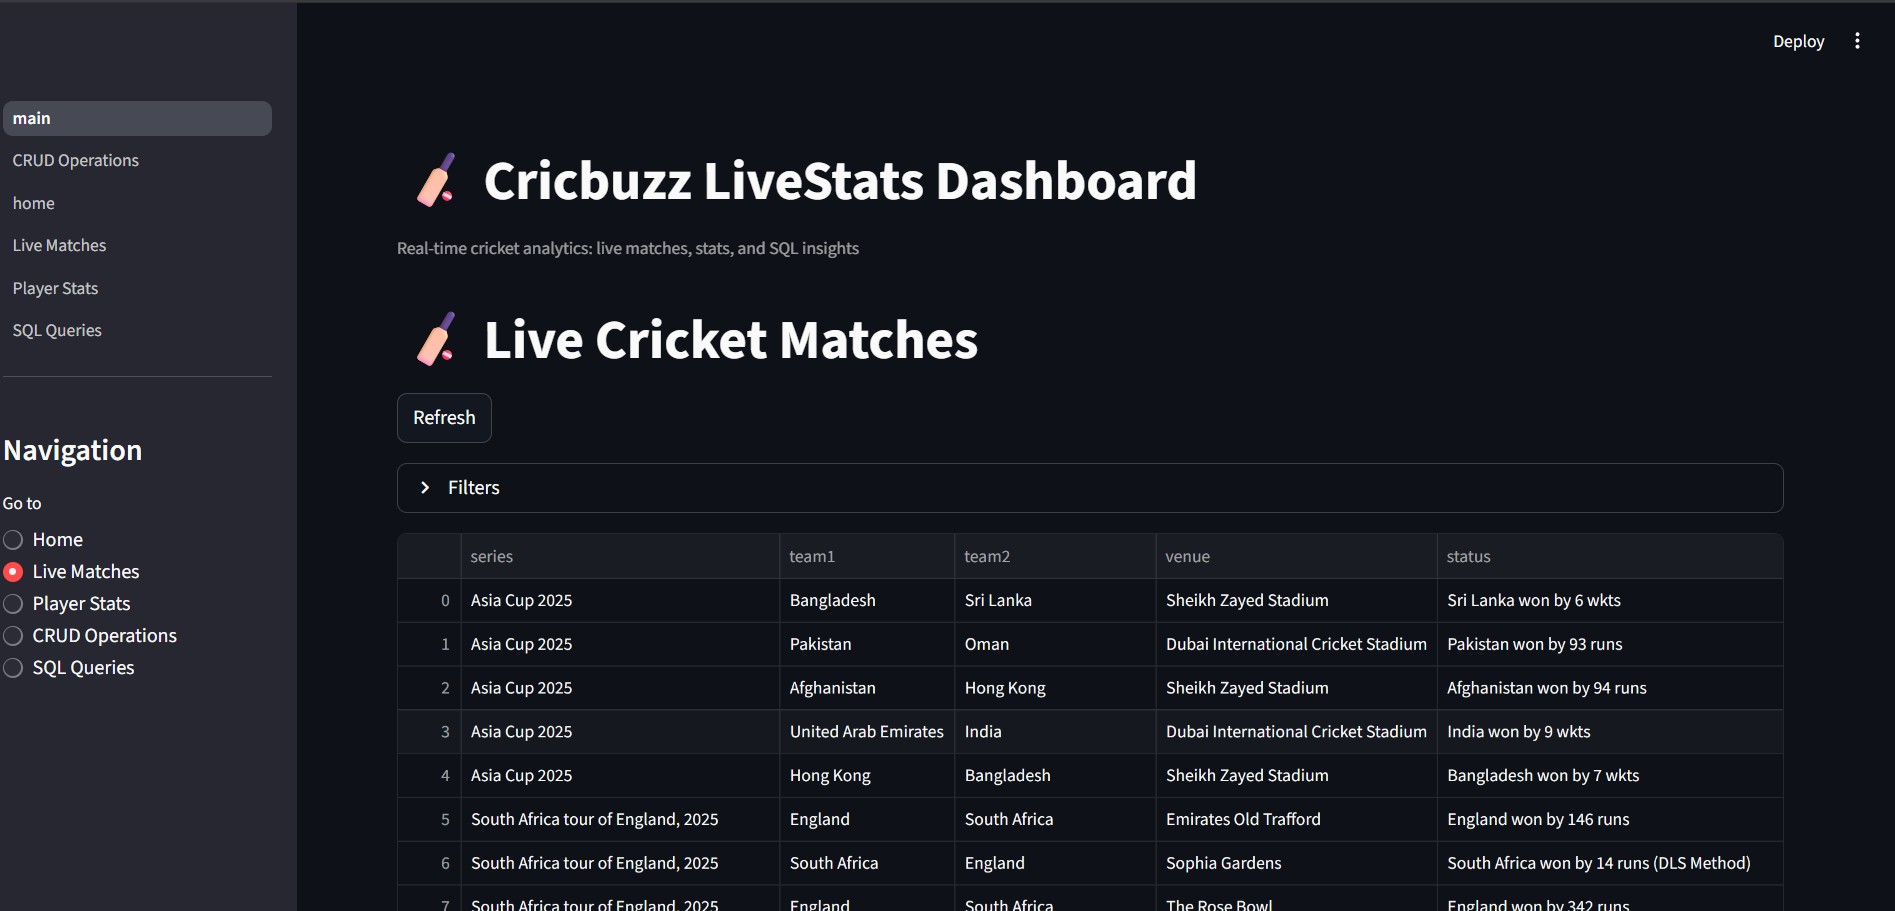 Deploy
main
CRUD Operations
home
Live Matches
Player Stats
SQL Queries
Navigation
Go to
Home
Live Matches
Player Stats
CRUD Operations
SQL Queries
Cricbuzz LiveStats Dashboard
Real-time cricket analytics: live matches, stats, and SQL insights
Live Cricket Matches
Refresh
Filters
series team1 team2 venue status
0 Asia Cup 2025 Bangladesh Sri Lanka Sheikh Zayed Stadium Sri Lanka won by 6 wkts
1 Asia Cup 2025 Pakistan Oman Dubai International Cricket Stadium Pakistan won by 93 runs
2 Asia Cup 2025 Afghanistan Hong Kong Sheikh Zayed Stadium Afghanistan won by 94 runs
3 Asia Cup 2025 United Arab Emirates India Dubai International Cricket Stadium India won by 9 wkts
4 Asia Cup 2025 Hong Kong Bangladesh Sheikh Zayed Stadium Bangladesh won by 7 wkts
5 South Africa tour of England, 2025 England South Africa Emirates Old Trafford England won by 146 runs
6 South Africa tour of England, 2025 South Africa England Sophia Gardens South Africa won by 14 runs (DLS Method)
7 South Africa tour of England, 2025 England South Africa The Rose Bowl England won by 342 runs